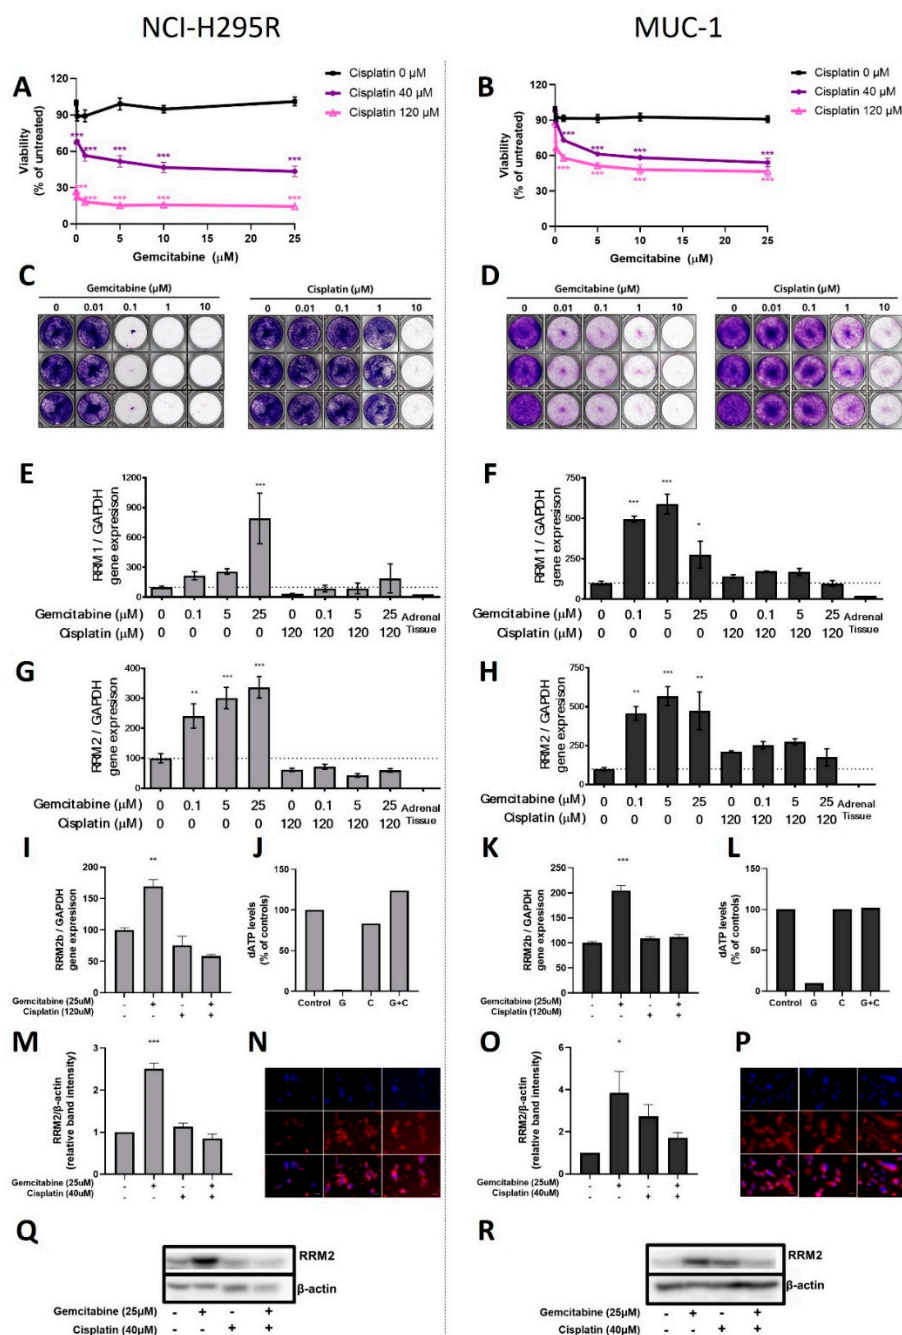 NCI-H295R MUC-1
A
Viability
(% of untreated)
120
90
60
30
0
0 5 10 15 20 25
Gemcitabine (μM)
Cisplatin 0 μM
Cisplatin 40 μM
Cisplatin 120 μM
*** *** *** *** ***
*** *** *** *** ***
B
Viability
(% of untreated)
120
90
60
30
0
0 5 10 15 20 25
Gemcitabine (μM)
Cisplatin 0 μM
Cisplatin 40 μM
Cisplatin 120 μM
*** *** *** ***
*** *** *** ***
C
Gemcitabine (μM) Cisplatin (μM)
0 0.01 0.1 1 10 0 0.01 0.1 1 10
D
Gemcitabine (μM) Cisplatin (μM)
0 0.01 0.1 1 10 0 0.01 0.1 1 10
E
RRM1 / GAPDH
gene expresison
1200
900
600
300
0
***
Gemcitabine (μM) 0 0.1 5 25 0 0.1 5 25 Adrenal
Cisplatin (μM) 0 0 0 0 120 120 120 120 Tissue
F
RRM1 / GAPDH
gene expresison
750
500
250
0
*** *** *
Gemcitabine (μM) 0 0.1 5 25 0 0.1 5 25 Adrenal
Cisplatin (μM) 0 0 0 0 120 120 120 120 Tissue
G
RRM2 / GAPDH
gene expresison
400
300
200
100
0
** *** ***
Gemcitabine (μM) 0 0.1 5 25 0 0.1 5 25 Adrenal
Cisplatin (μM) 0 0 0 0 120 120 120 120 Tissue
H
RRM2 / GAPDH
gene expresison
750
500
250
0
** *** **
Gemcitabine (μM) 0 0.1 5 25 0 0.1 5 25 Adrenal
Cisplatin (μM) 0 0 0 0 120 120 120 120 Tissue
I
RRM2b / GAPDH
gene expresison
200
150
100
50
0
**
Gemcitabine (25uM) - + - +
Cisplatin (120uM) - - + +
J
dATP levels
(% of controls)
150
100
50
0
Control G C G+C
K
RRM2b / GAPDH
gene expresison
250
200
150
100
50
0
***
Gemcitabine (25uM) - + - +
Cisplatin (120uM) - - + +
L
dATP levels
(% of controls)
150
100
50
0
Control G C G+C
M
RRM2/β-actin
(relative band intensity)
3
2
1
0
***
Gemcitabine (25uM) - + - +
Cisplatin (40uM) - - + +
N
O
RRM2/β-actin
(relative band intensity)
6
4
2
0
*
Gemcitabine (25uM) - + - +
Cisplatin (40uM) - - + +
P
Q
RRM2
β-actin
Gemcitabine (25μM) - + - +
Cisplatin (40μM) - - + +
R
RRM2
β-actin
Gemcitabine (25μM) - + - +
Cisplatin (40μM) - - + +